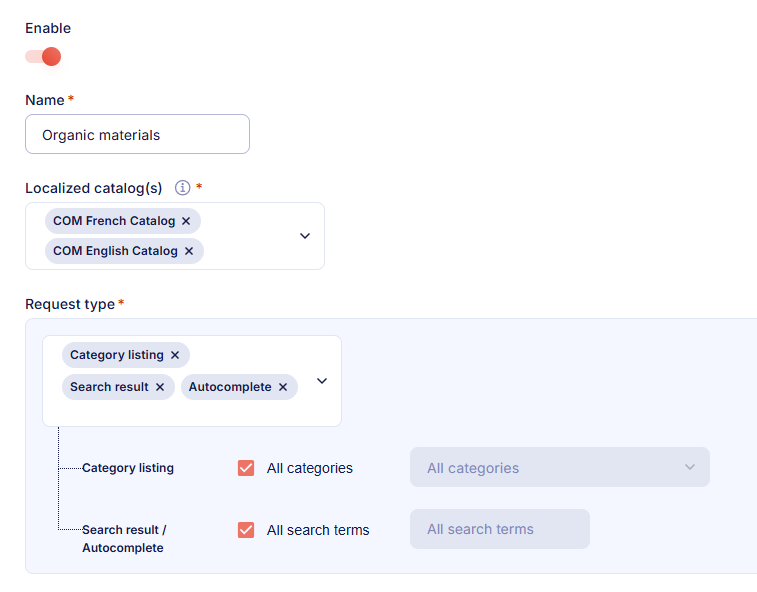 Enable
Name *
Organic materials
Localized catalog(s) *
COM French Catalog
COM English Catalog
Request type *
Category listing
Search result Autocomplete
Category listing All categories All categories
Search result / All search terms All search terms
Autocomplete